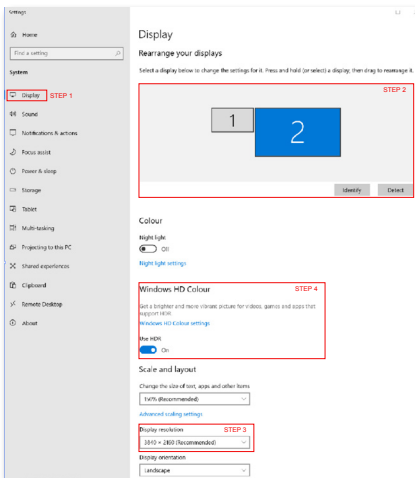 Settings
Home
Find a setting
System
Display
STEP 1
Sound
Notifications & actions
Focus assist
Power & sleep
Storage
Tablet
Multi-tasking
Projecting to this PC
Shared experiences
Clipboard
Remote Desktop
About
Display
Rearrange your displays
Select a display below to change the settings for it. Press and hold (or select) a display, then drag to rearrange it.
STEP 2
1
2
Identify
Detect
Colour
Night light
Off
Night light settings
Windows HD Colour
STEP 4
Get a brighter and more vibrant picture for videos, games and apps that
support HDR.
Windows HD Colour settings
Use HDR
On
Scale and layout
Change the size of text, apps and other items
(Recommended)
Advanced scaling settings
Display resolution
STEP 3
3840 × 2160 (Recommended)
Display orientation
Landscape